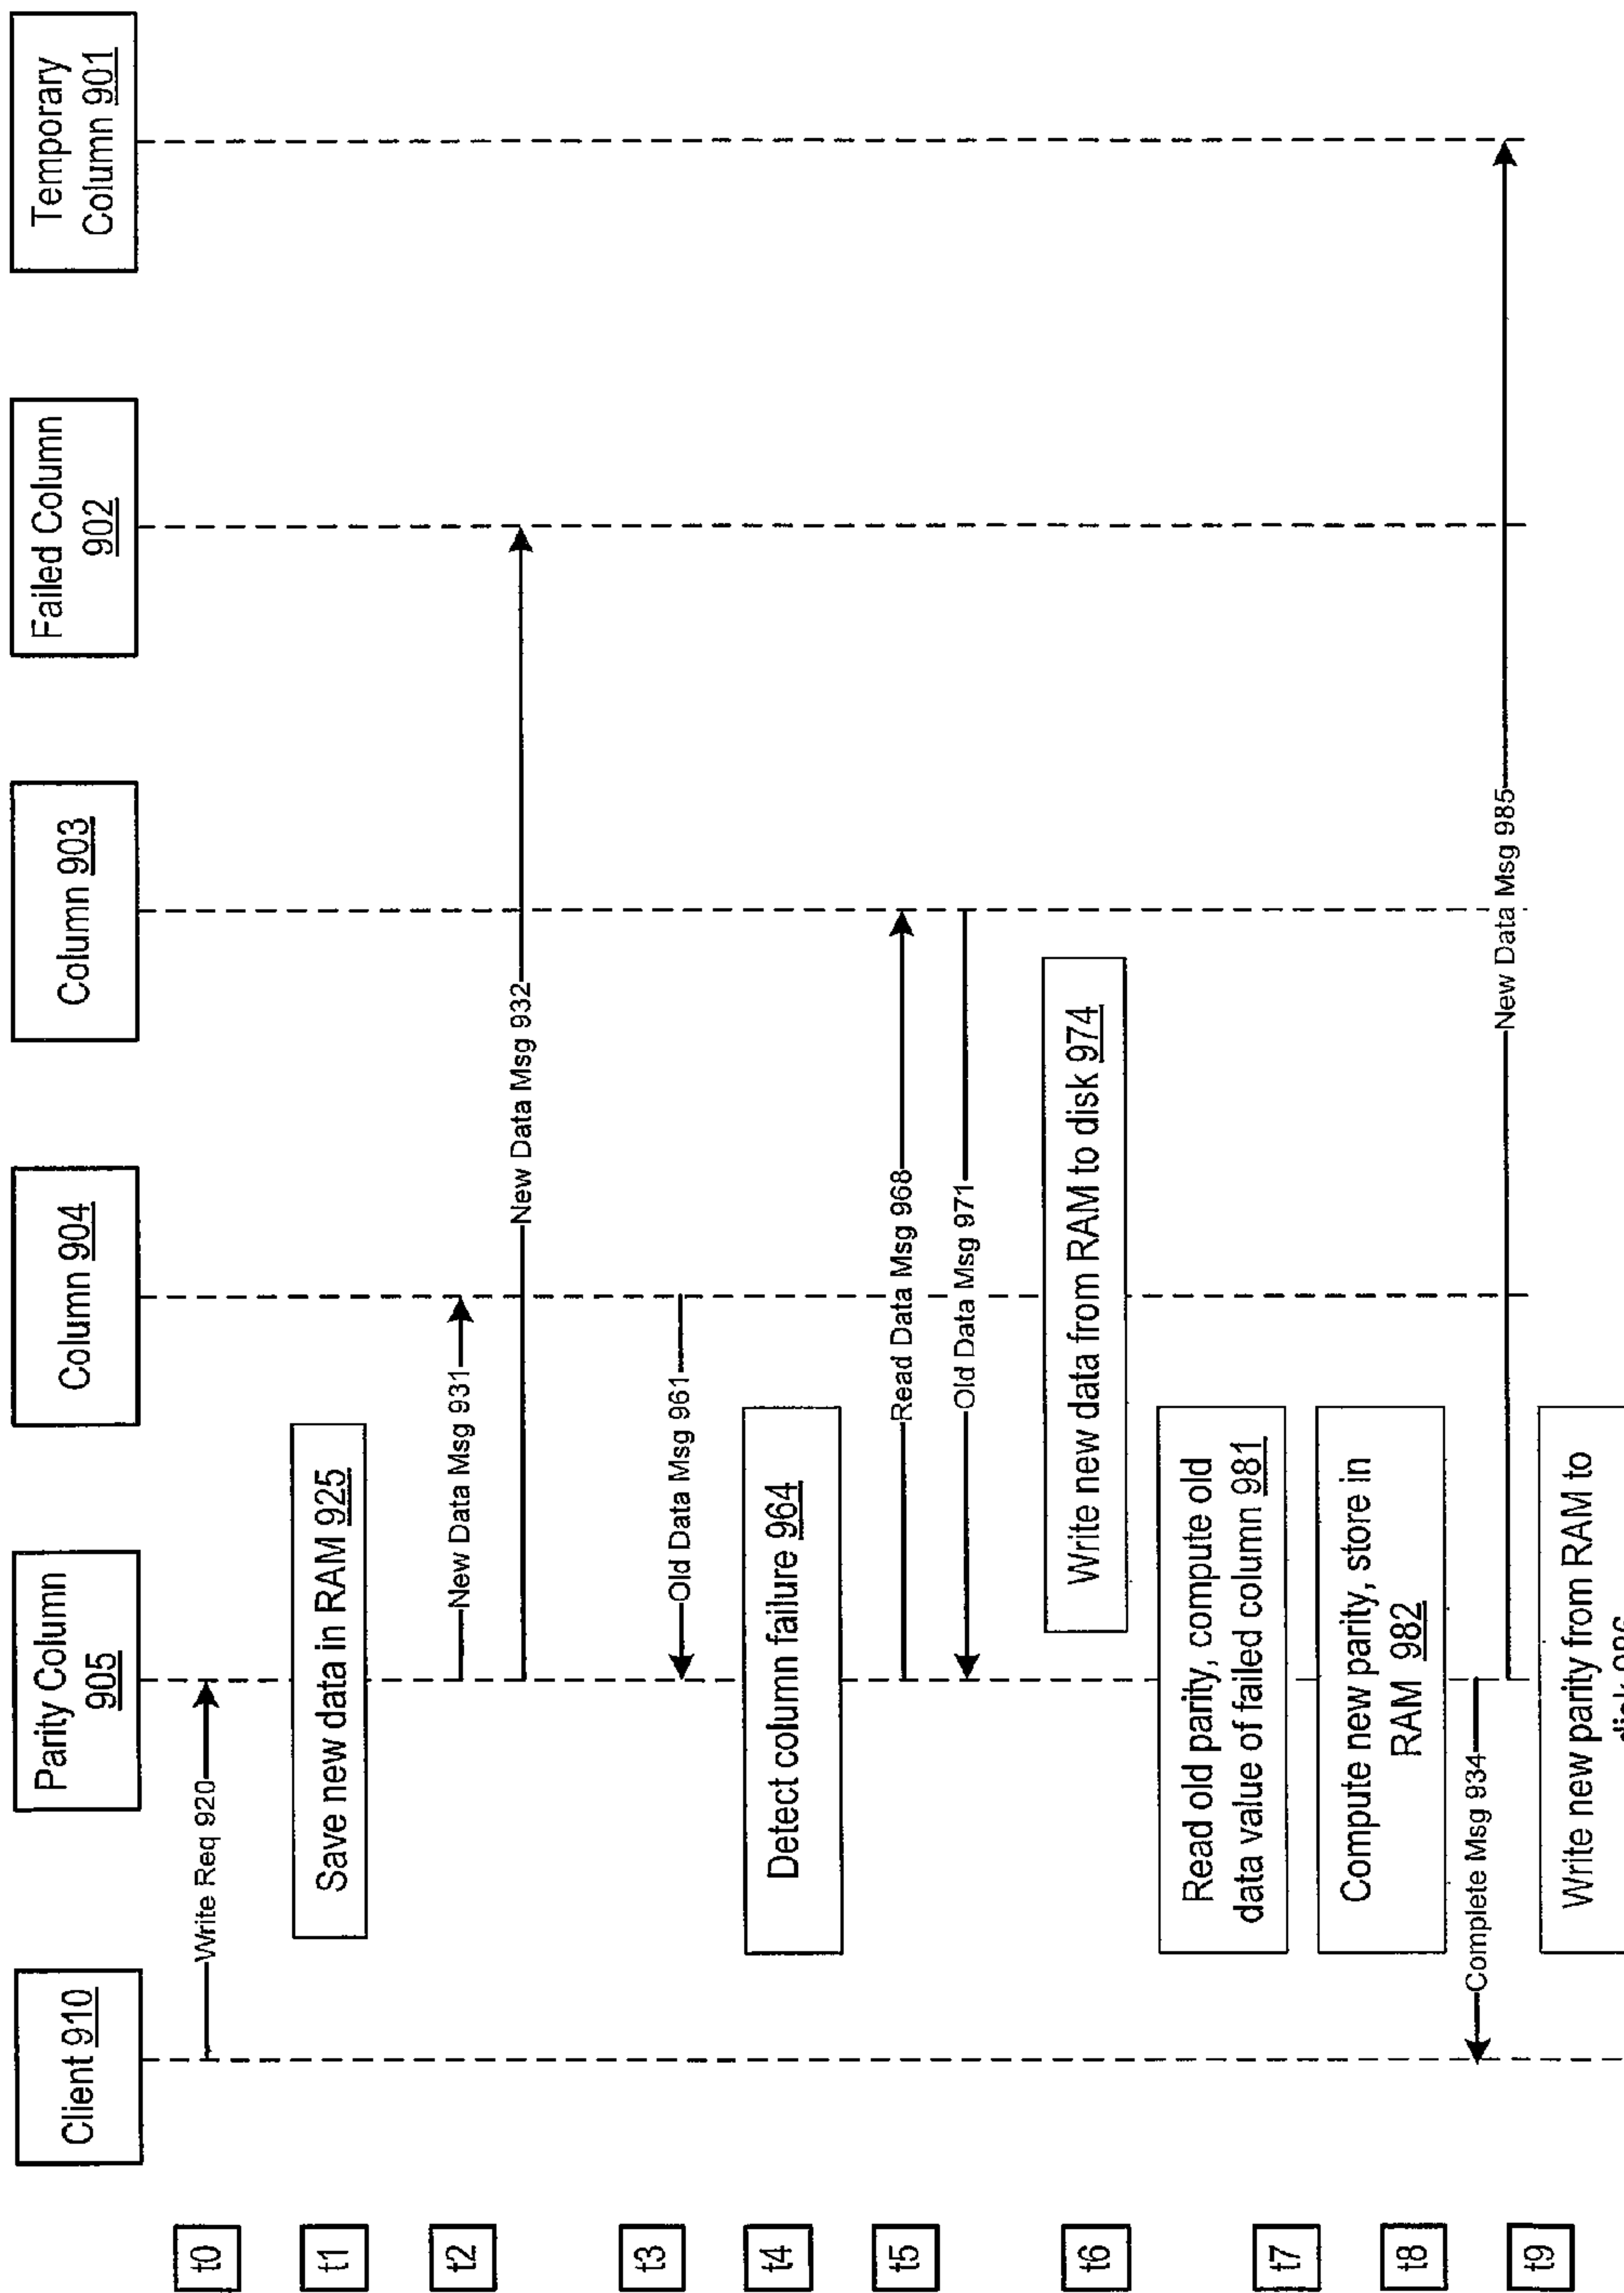 Client 910
Parity Column
905
Column 904
Column 903
Failed Column
902
Temporary
Column 901
t0
Write Req 920
t1
Save new data in RAM 925
t2
New Data Msg 931
New Data Msg 932
t3
Old Data Msg 961
t4
Detect column failure 964
t5
Read Data Msg 968
Old Data Msg 971
t6
Write new data from RAM to disk 974
t7
Read old parity, compute old
data value of failed column 981
t8
Compute new parity, store in
RAM 982
Complete Msg 934
t9
New Data Msg 985
Write new parity from RAM to
disk 986